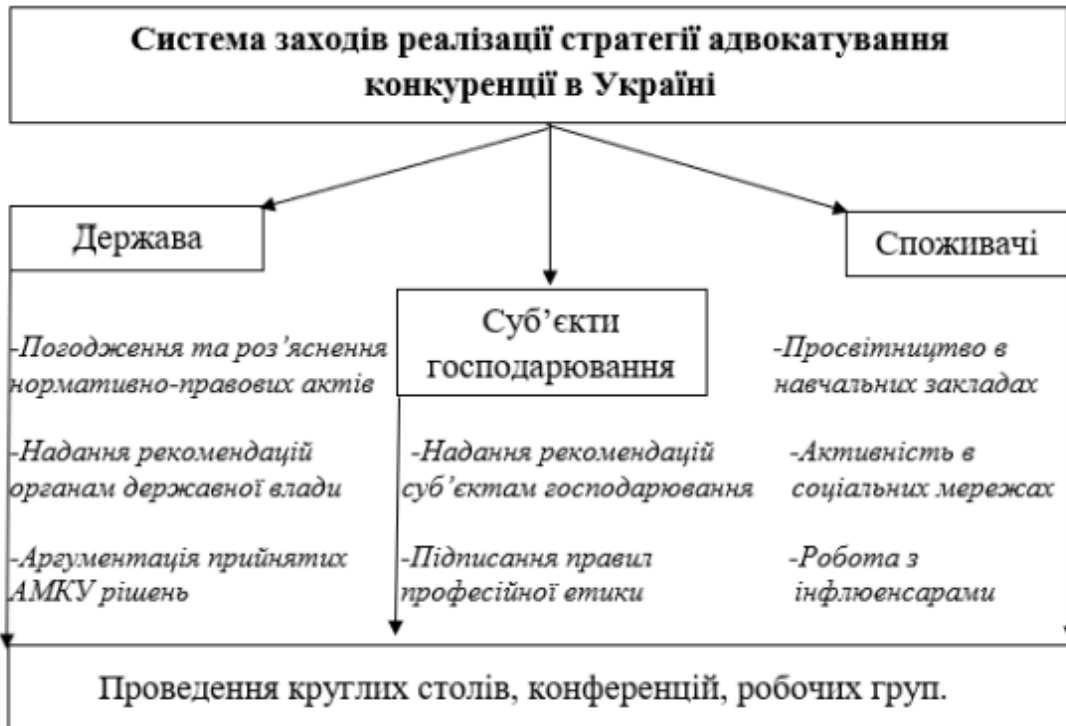 Система заходів реалізації стратегії адвокатування
конкуренції в Україні
Держава
-Погодження та роз’яснення
нормативно-правових актів
-Надання рекомендацій
органам державної влади
-Аргументація прийнятих
АМКУ рішень
Суб’єкти
господарювання
-Надання рекомендацій
суб’єктам господарювання
-Підписання правил
професійної етики
Споживачі
-Просвітництво в
навчальних закладах
-Активність в
соціальних мережах
-Робота з
інфлюенсарами
Проведення круглих столів, конференцій, робочих груп.